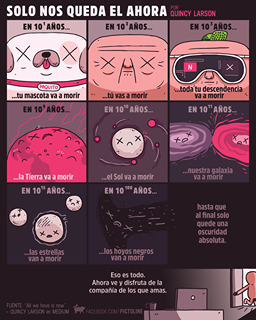 SOLO NOS QUEDA EL AHORA
POR
QUINCY LARSON
EN 10¹ AÑOS...
PAQUITO
...tu mascota va a morir
EN 10² AÑOS...
...tú vas a morir
EN 10 AÑOS...
N X
...toda tu descendencia
va a morir
EN 10⁹ AÑOS...
...la Tierra va a morir
EN 10¹⁰ AÑOS...
...el Sol va a morir
EN 10¹¹ AÑOS...
...nuestra galaxia
va a morir
EN 10¹⁵ AÑOS...
...las estrellas
van a morir
EN 10¹⁰⁰ AÑOS...
...los hoyos negros
van a morir
hasta que
al final solo
quede una
oscuridad
absoluta.
Eso es todo.
Ahora ve y disfruta de la
compañía de los que amas.
FUENTE "All we have is now"
- QUINCY LARSON en MEDIUM
FACEBOOK.COM/ PICTOLINE